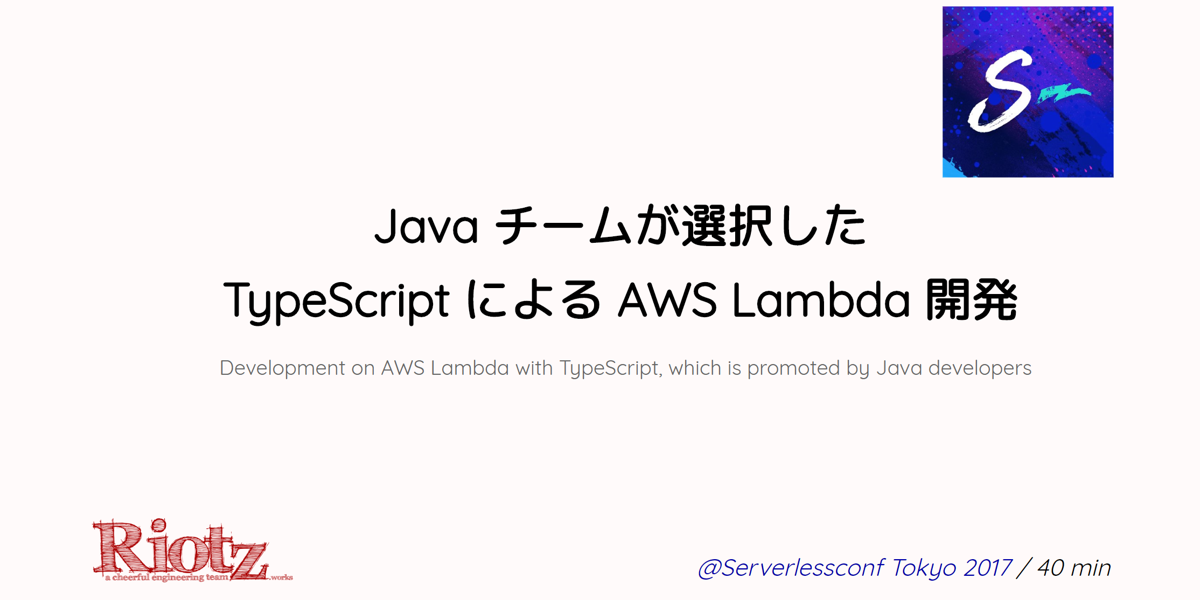 S
Java チームが選択した
TypeScript による AWS Lambda 開発
Development on AWS Lambda with TypeScript, which is promoted by Java developers
Riotz
a cheerful engineering team .works
@Serverlessconf Tokyo 2017 / 40 min